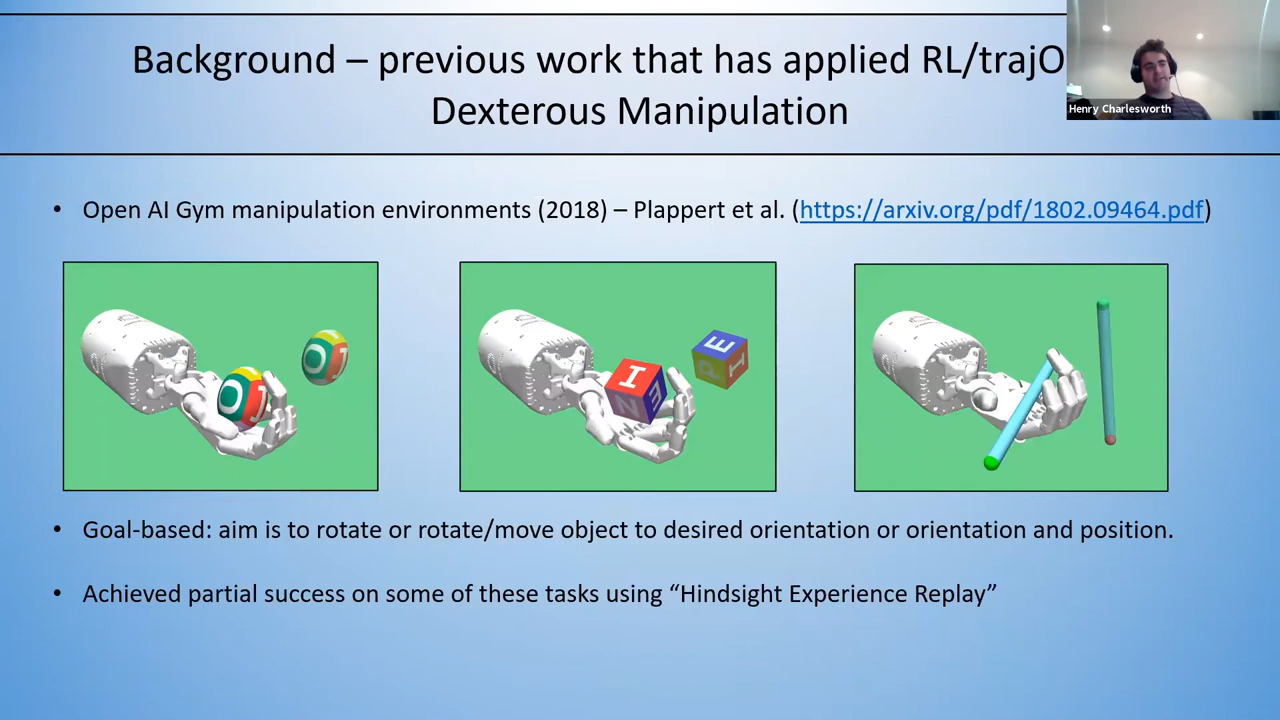 Background – previous work that has applied RL/trajO
Dexterous Manipulation
Henry Charlesworth
• Open AI Gym manipulation environments (2018) – Plappert et al. (https://arxiv.org/pdf/1802.09464.pdf)
O J
O J
I
N E
E
P I
• Goal-based: aim is to rotate or rotate/move object to desired orientation or orientation and position.
• Achieved partial success on some of these tasks using “Hindsight Experience Replay”